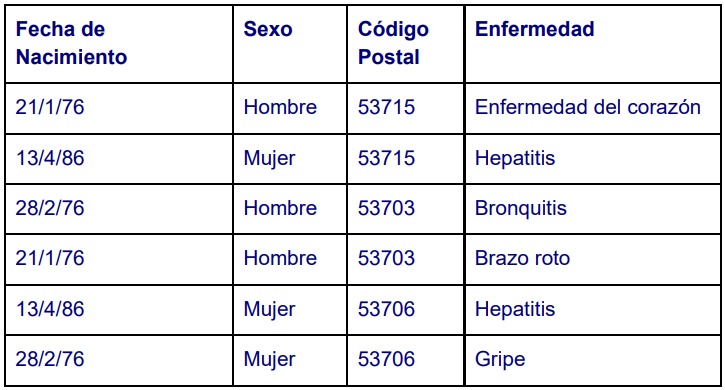 Fecha de Nacimiento Sexo Código Postal Enfermedad
21/1/76 Hombre 53715 Enfermedad del corazón
13/4/86 Mujer 53715 Hepatitis
28/2/76 Hombre 53703 Bronquitis
21/1/76 Hombre 53703 Brazo roto
13/4/86 Mujer 53706 Hepatitis
28/2/76 Mujer 53706 Gripe